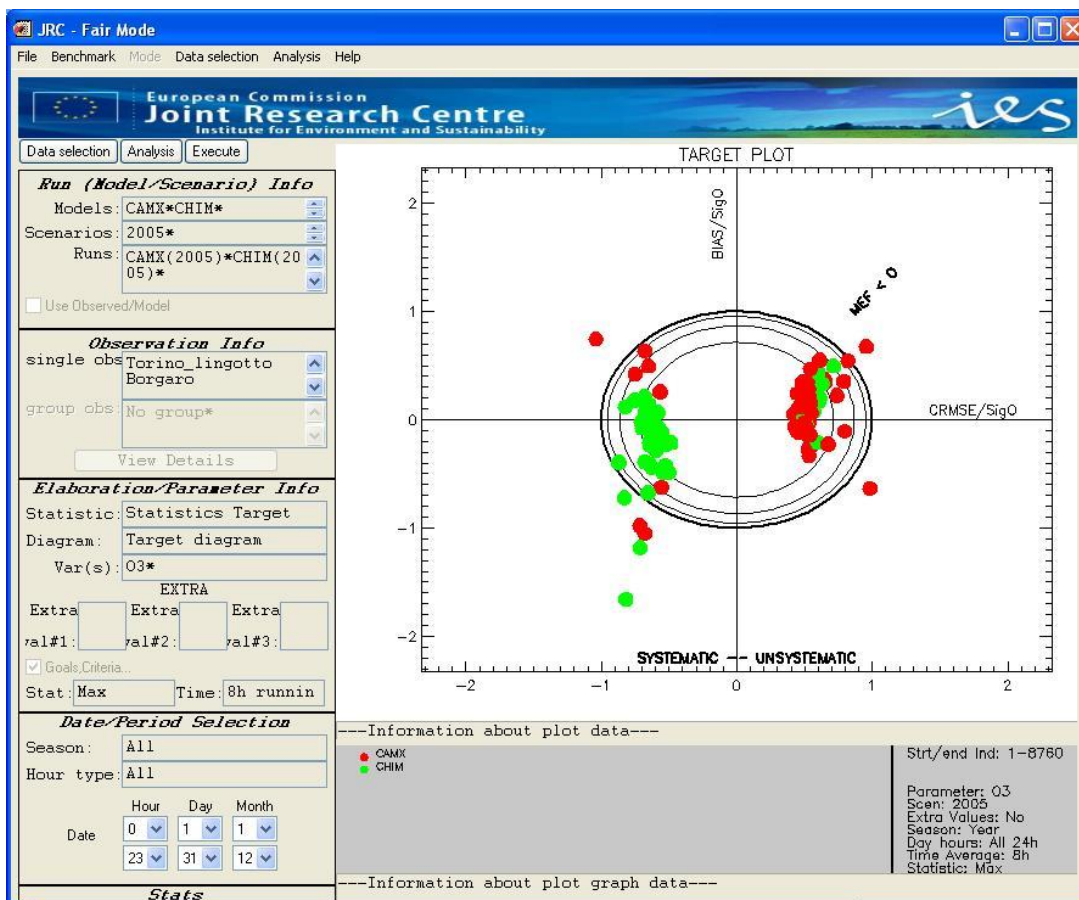 JRC - Fair Mode
File Benchmark Mode Data selection Analysis Help
European Commission
Joint Research Centre
Institute for Environment and Sustainability
ies
Data selection Analysis Execute
Run (Model/Scenario) Info
Models: CAMX*CHIM*
Scenarios: 2005*
Runs: CAMX(2005)*CHIM(20
05)*
Use Observed/Model
Observation Info
single obs Torino_lingotto
Borgaro
group obs: No group*
View Details
Elaboration/Parameter Info
Statistic: Statistics Target
Diagram: Target diagram
Var(s): O3*
EXTRA
Extra Extra Extra
val#1: val#2: val#3:
Goals,Criteria...
Stat: Max Time: 8h runnin
Date/Period Selection
Season: All
Hour type: All
Hour Day Month
Date 0 1 1
23 31 12
Stats
TARGET PLOT
BIAS/SigO
MEF < 0
CRMSE/SigO
2
1
0
-1
-2
SYSTEMATIC -- UNSYSTEMATIC
-2 -1 0 1 2
---Information about plot data---
CAMX
CHIM
Strt/end Ind: 1-8760
Parameter: O3
Scen: 2005
Extra Values: No
Season: Year
Day hours: All 24h
Time Average: 8h
Statistic: Max
---Information about plot graph data---